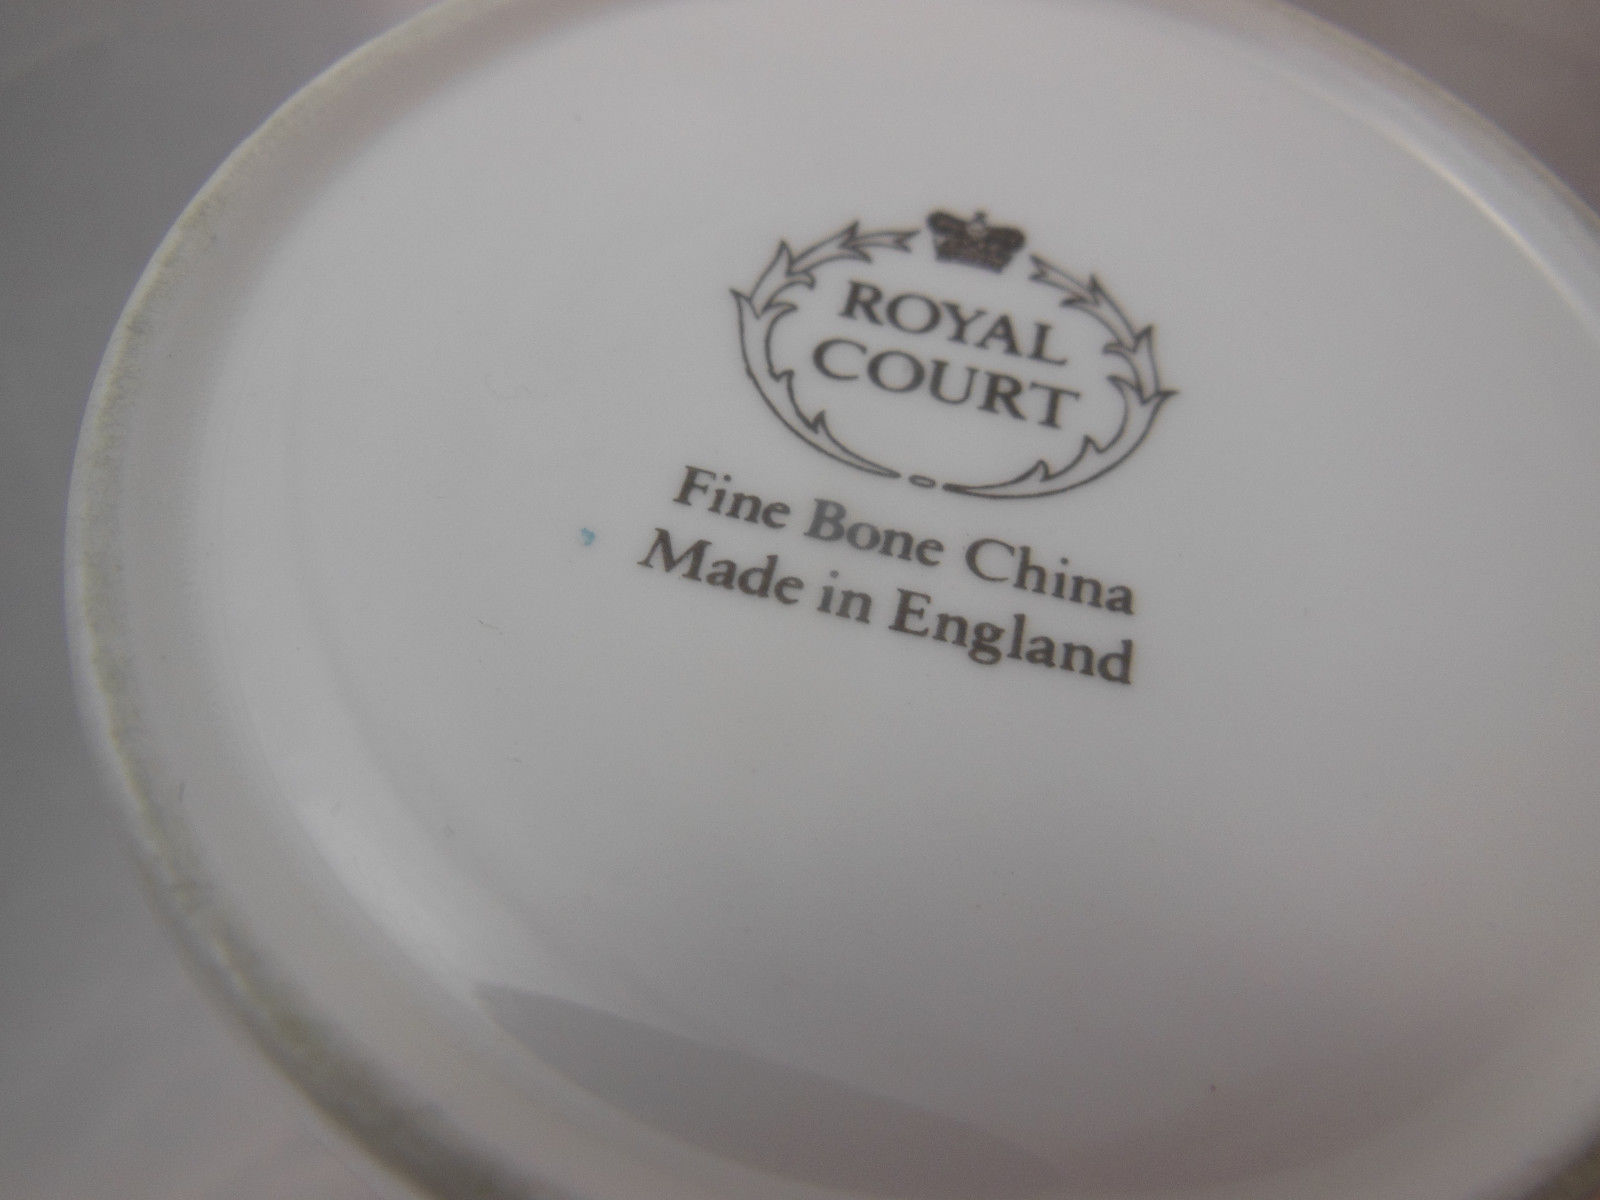 ROYAL
COURT
Fine Bone China
Made in England